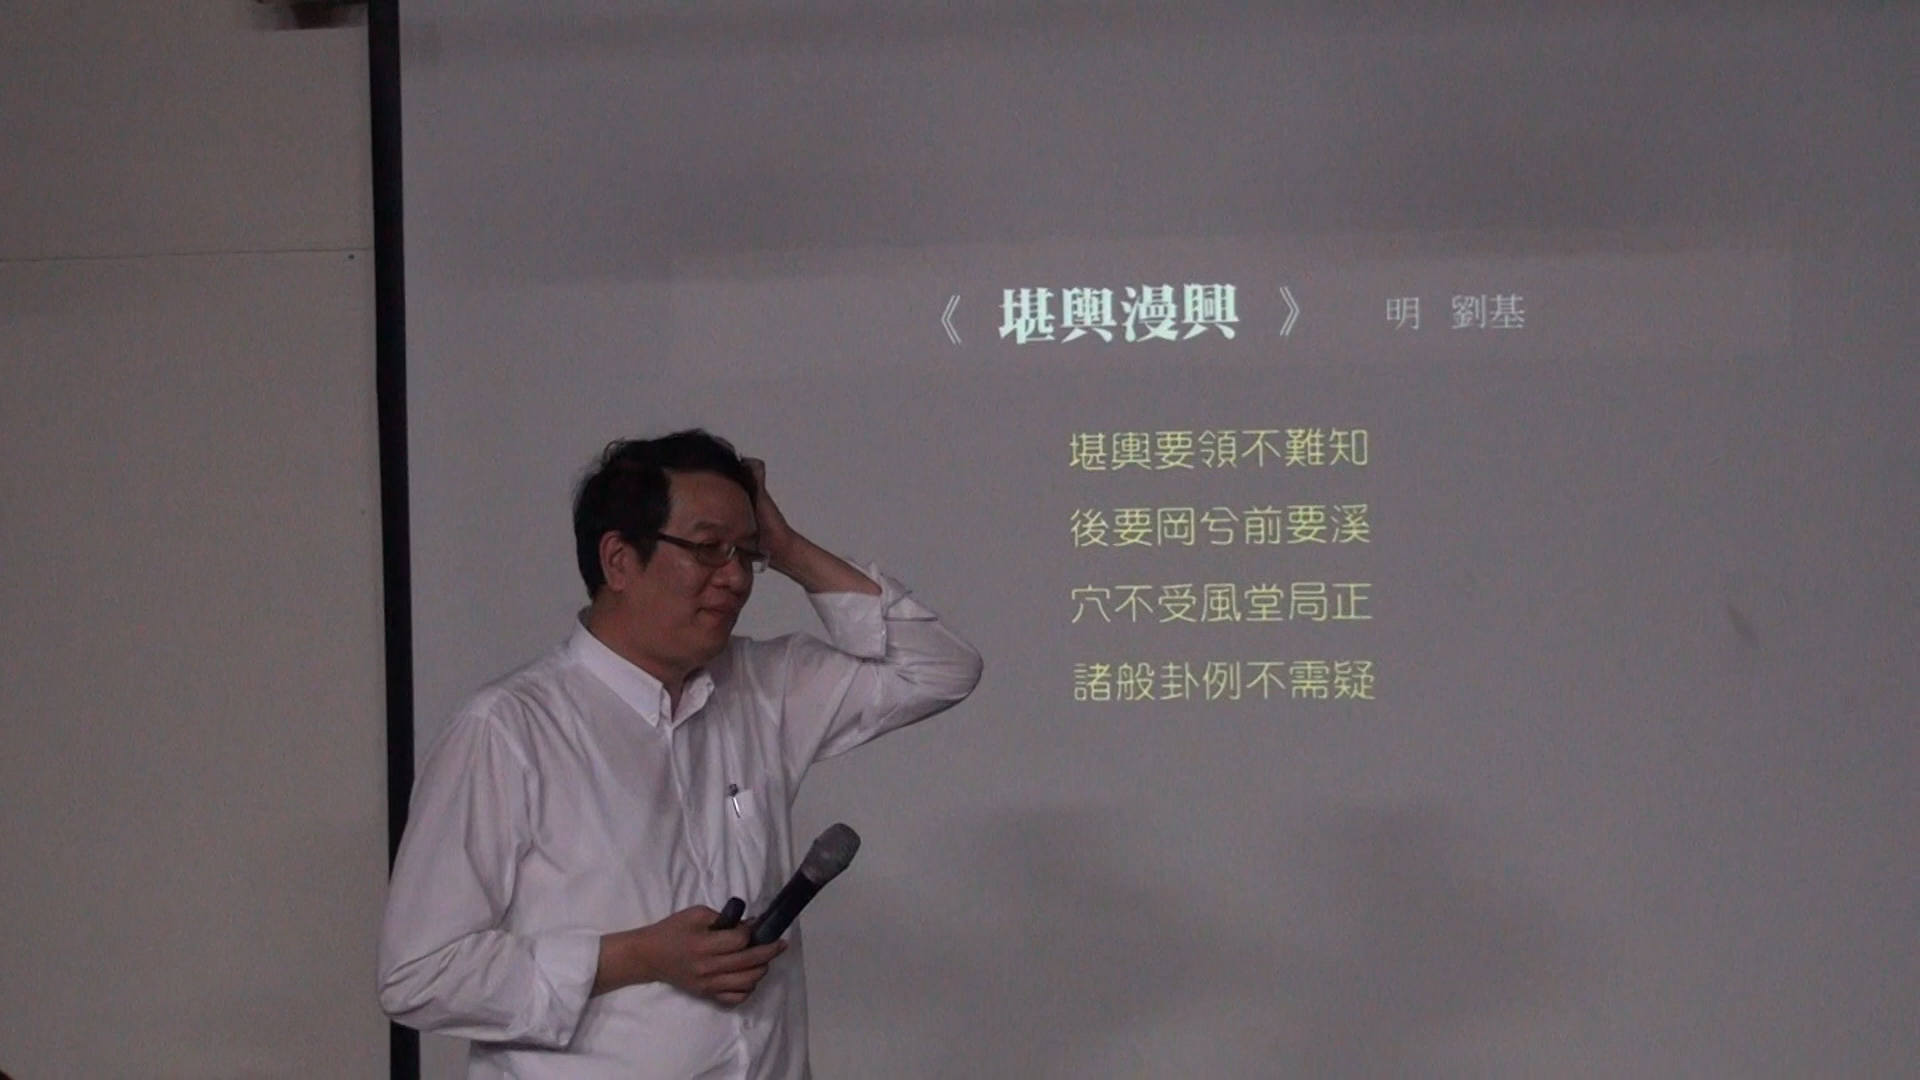 《 堪輿漫興 》 明 劉基
堪輿要領不難知
後要岡兮前要溪
穴不受風堂局正
諸般卦例不需疑